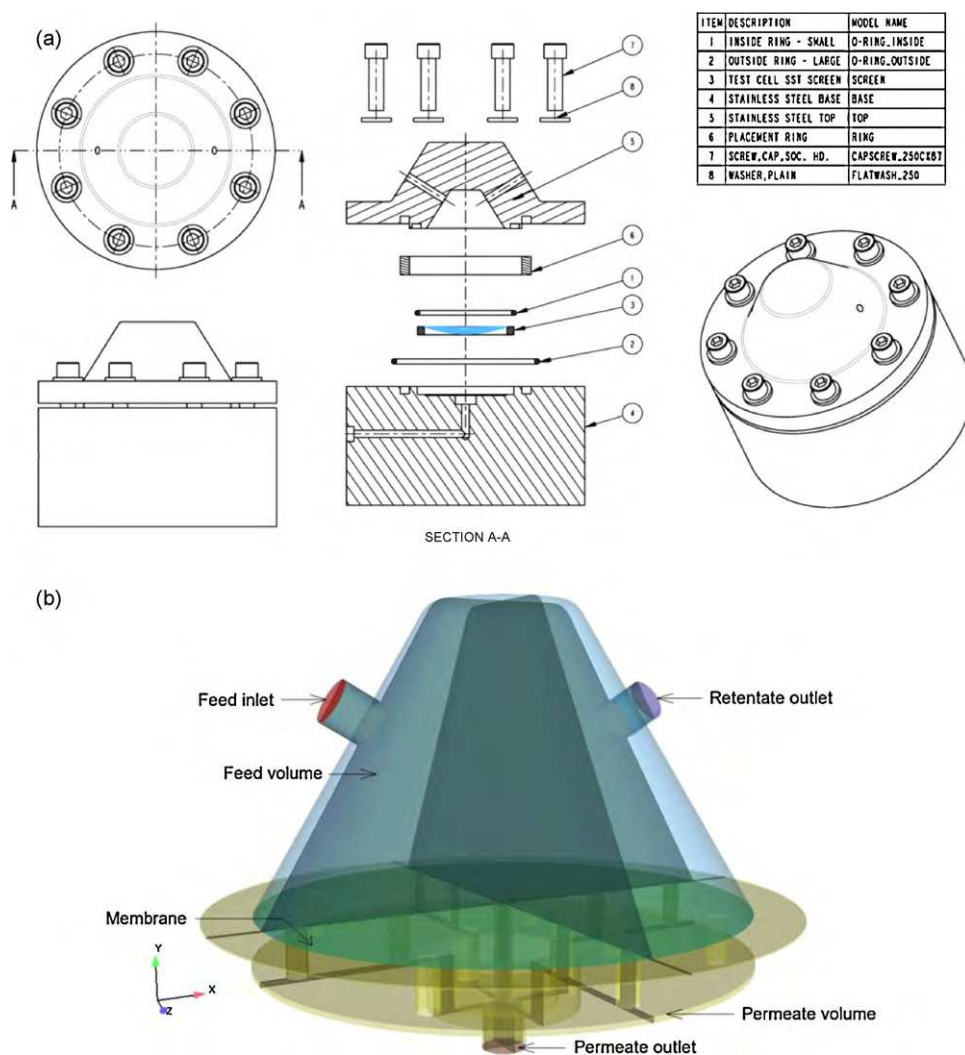 (a)
ITEM DESCRIPTION MODEL NAME
1 INSIDE RING - SMALL O-RING_INSIDE
2 OUTSIDE RING - LARGE O-RING_OUTSIDE
3 TEST CELL SST SCREEN SCREEN
4 STAINLESS STEEL BASE BASE
5 STAINLESS STEEL TOP TOP
6 PLACEMENT RING RING
7 SCREW,CAP,SOC. HD. CAPSCREW_250CX87
8 WASHER,PLAIN FLATWASH_250
7
8
A A
5
6
1
3
2
4
SECTION A-A
(b)
Feed inlet
Retentate outlet
Feed volume
Membrane
Y
X
Z
Permeate volume
Permeate outlet